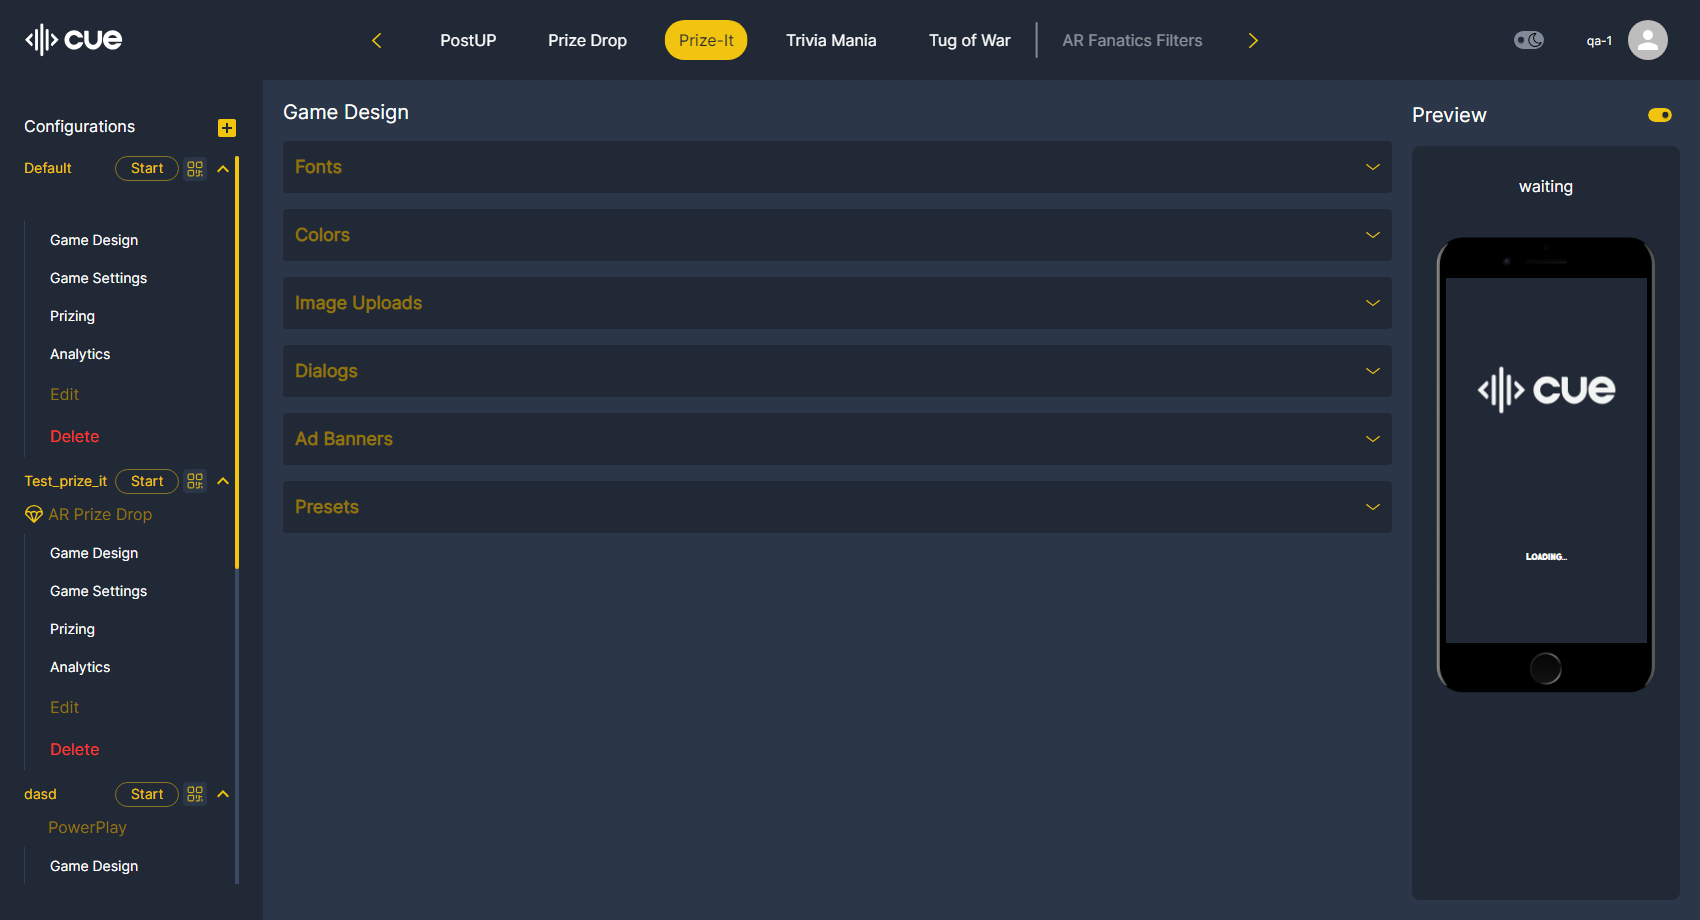 cue
PostUP
Prize Drop
Prize-It
Trivia Mania
Tug of War
AR Fanatics Filters
qa-1
Configurations
Default
Start
Game Design
Game Settings
Prizing
Analytics
Edit
Delete
Test_prize_it
Start
AR Prize Drop
Game Design
Game Settings
Prizing
Analytics
Edit
Delete
dasd
Start
PowerPlay
Game Design
Game Design
Fonts
Colors
Image Uploads
Dialogs
Ad Banners
Presets
Preview
waiting
cue
LOADING...